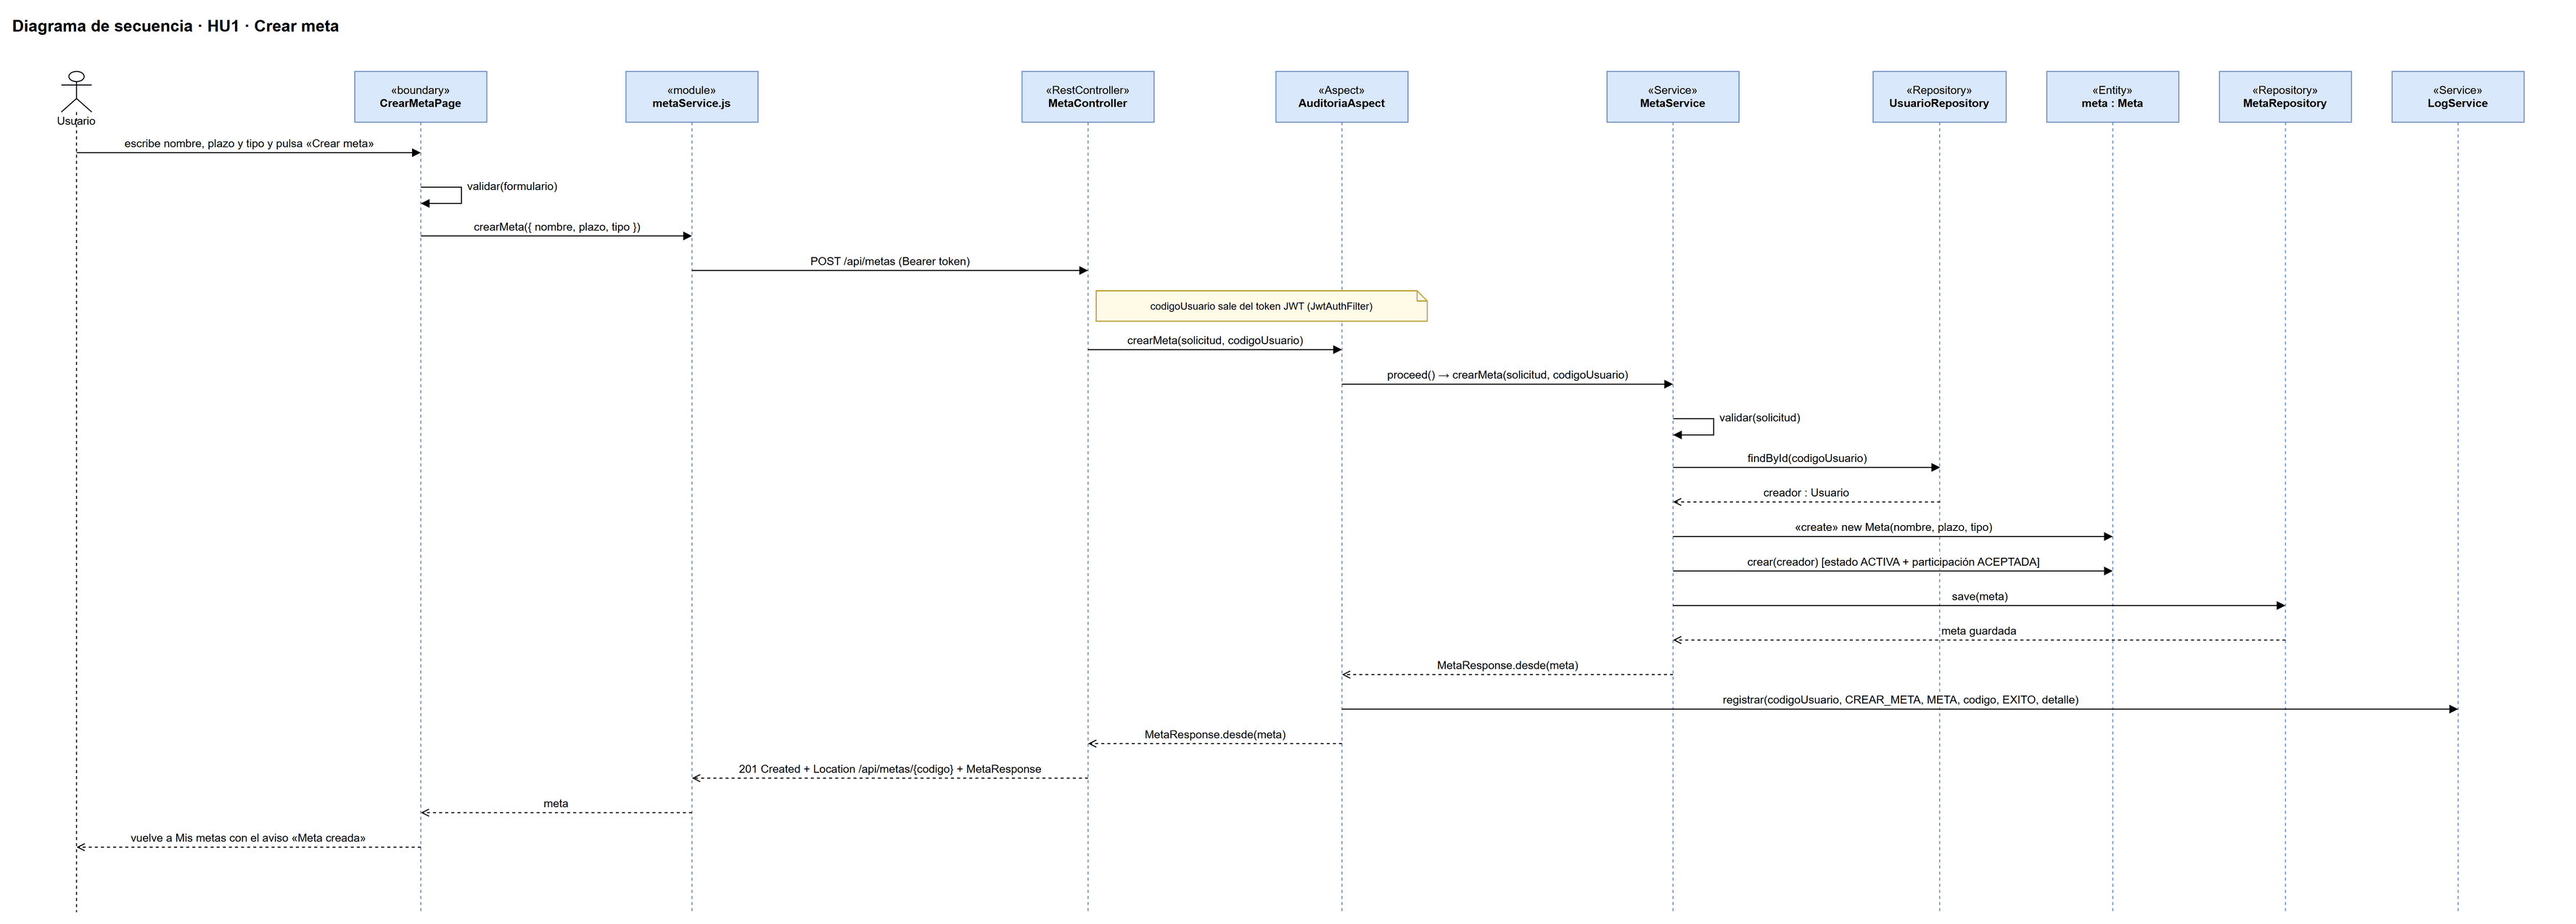 Diagrama de secuencia · HU1 · Crear meta
Usuario
«boundary»
CrearMetaPage
«module»
metaService.js
«RestController»
MetaController
«Aspect»
AuditoriaAspect
«Service»
MetaService
«Repository»
UsuarioRepository
«Entity»
meta : Meta
«Repository»
MetaRepository
«Service»
LogService
escribe nombre, plazo y tipo y pulsa «Crear meta»
validar(formulario)
crearMeta({ nombre, plazo, tipo })
POST /api/metas (Bearer token)
codigoUsuario sale del token JWT (JwtAuthFilter)
crearMeta(solicitud, codigoUsuario)
proceed() → crearMeta(solicitud, codigoUsuario)
validar(solicitud)
findById(codigoUsuario)
creador : Usuario
«create» new Meta(nombre, plazo, tipo)
crear(creador) [estado ACTIVA + participación ACEPTADA]
save(meta)
meta guardada
MetaResponse.desde(meta)
registrar(codigoUsuario, CREAR_META, META, codigo, EXITO, detalle)
MetaResponse.desde(meta)
201 Created + Location /api/metas/{codigo} + MetaResponse
meta
vuelve a Mis metas con el aviso «Meta creada»